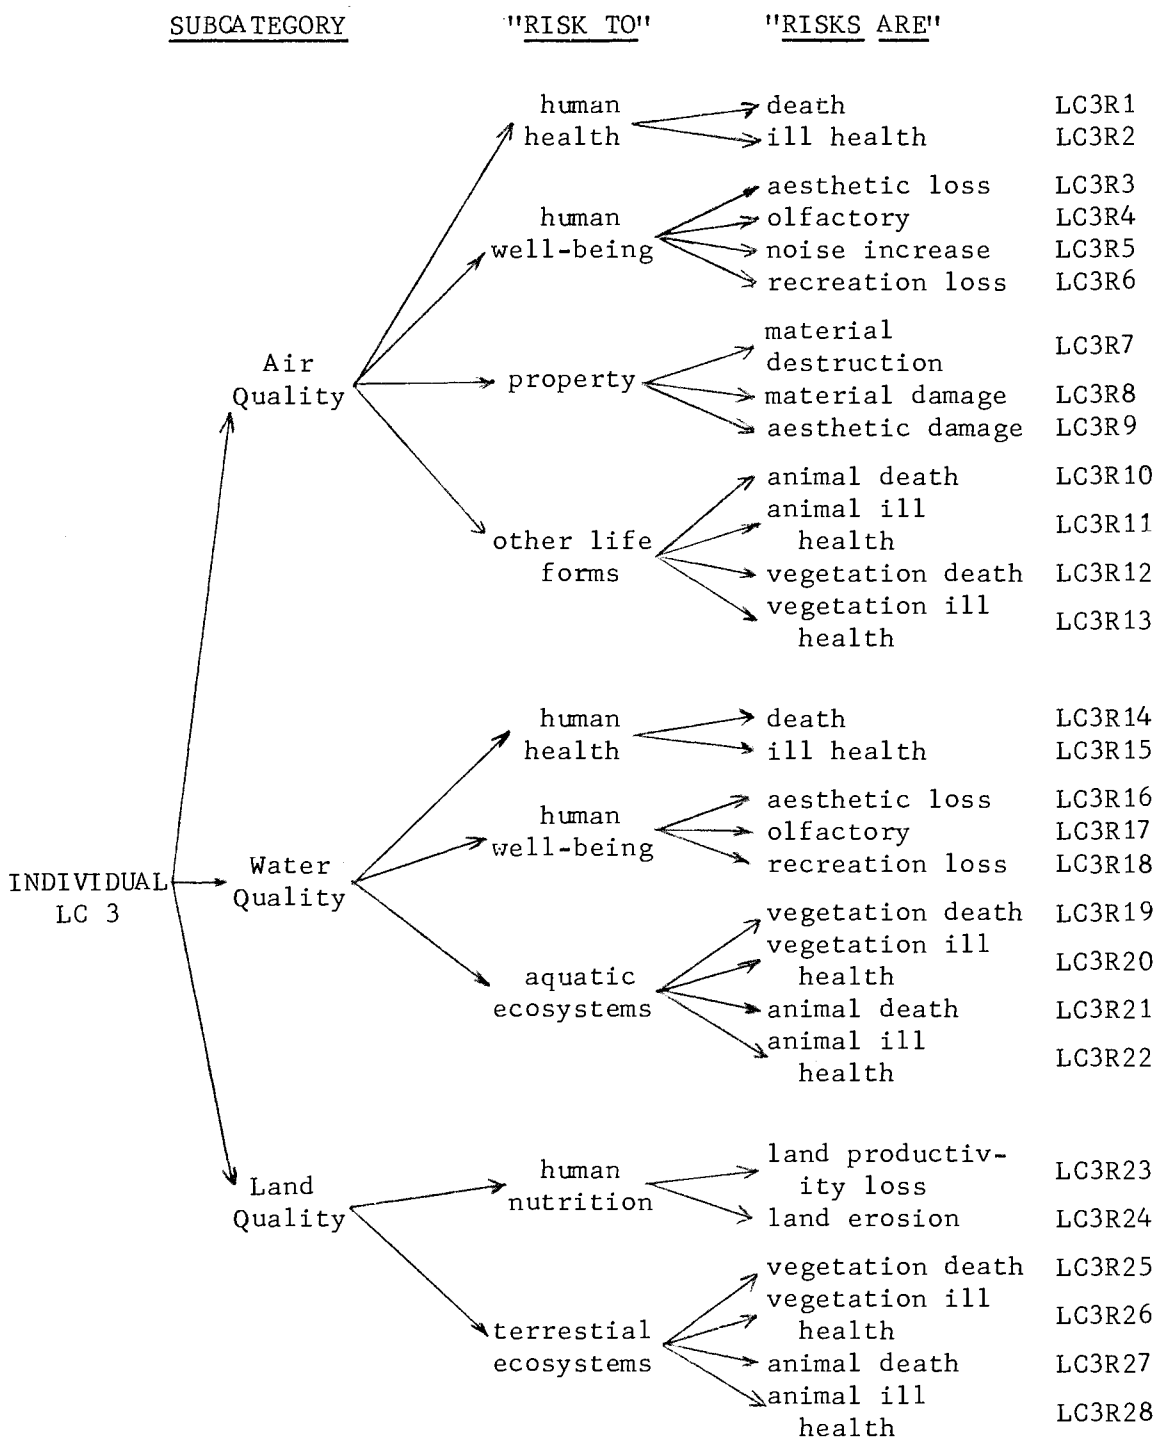 SUBCATEGORY "RISK TO" "RISKS ARE"
human health
death LC3R1
ill health LC3R2
human well-being
aesthetic loss LC3R3
olfactory LC3R4
noise increase LC3R5
recreation loss LC3R6
Air Quality
property
material destruction LC3R7
material damage LC3R8
aesthetic damage LC3R9
other life forms
animal death LC3R10
animal ill health LC3R11
vegetation death LC3R12
vegetation ill health LC3R13
human health
death LC3R14
ill health LC3R15
human well-being
aesthetic loss LC3R16
olfactory LC3R17
recreation loss LC3R18
INDIVIDUAL LC 3
Water Quality
aquatic ecosystems
vegetation death LC3R19
vegetation ill health LC3R20
animal death LC3R21
animal ill health LC3R22
Land Quality
human nutrition
land productiv-
ity loss LC3R23
land erosion LC3R24
terrestial ecosystems
vegetation death LC3R25
vegetation ill health LC3R26
animal death LC3R27
animal ill health LC3R28